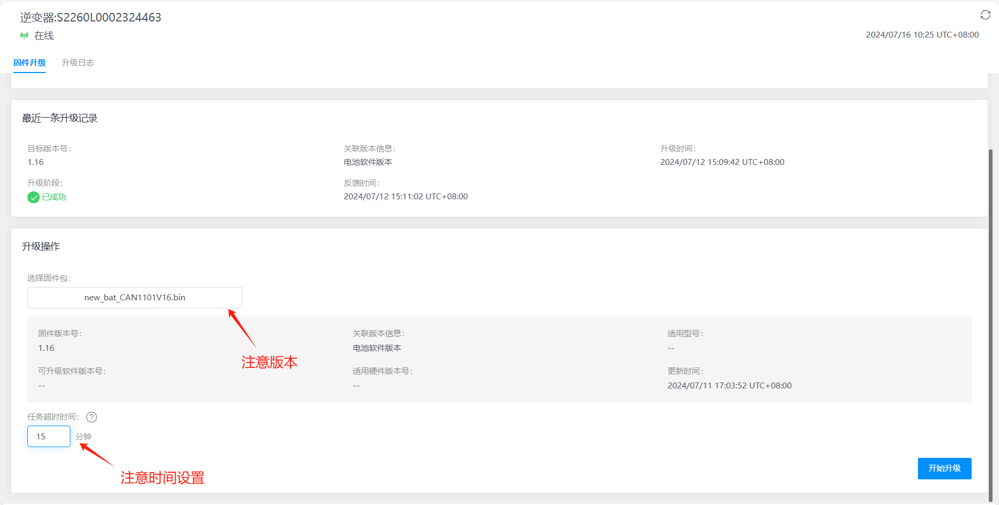 逆变器:S2260L0002324463
在线
2024/07/16 10:25 UTC+08:00
固件升级 升级日志
最近一条升级记录
目标版本号: 关联版本信息: 升级时间:
1.16 电池软件版本 2024/07/12 15:09:42 UTC+08:00
升级阶段: 反馈时间:
已成功 2024/07/12 15:11:02 UTC+08:00
升级操作
选择固件包:
new_bat_CAN1101V16.bin
固件版本号: 关联版本信息: 适用型号:
1.16 电池软件版本 --
注意版本
可升级软件版本号: 适用硬件版本号: 更新时间:
-- -- 2024/07/11 17:03:52 UTC+08:00
任务超时时间: ?
15 分钟
开始升级
注意时间设置